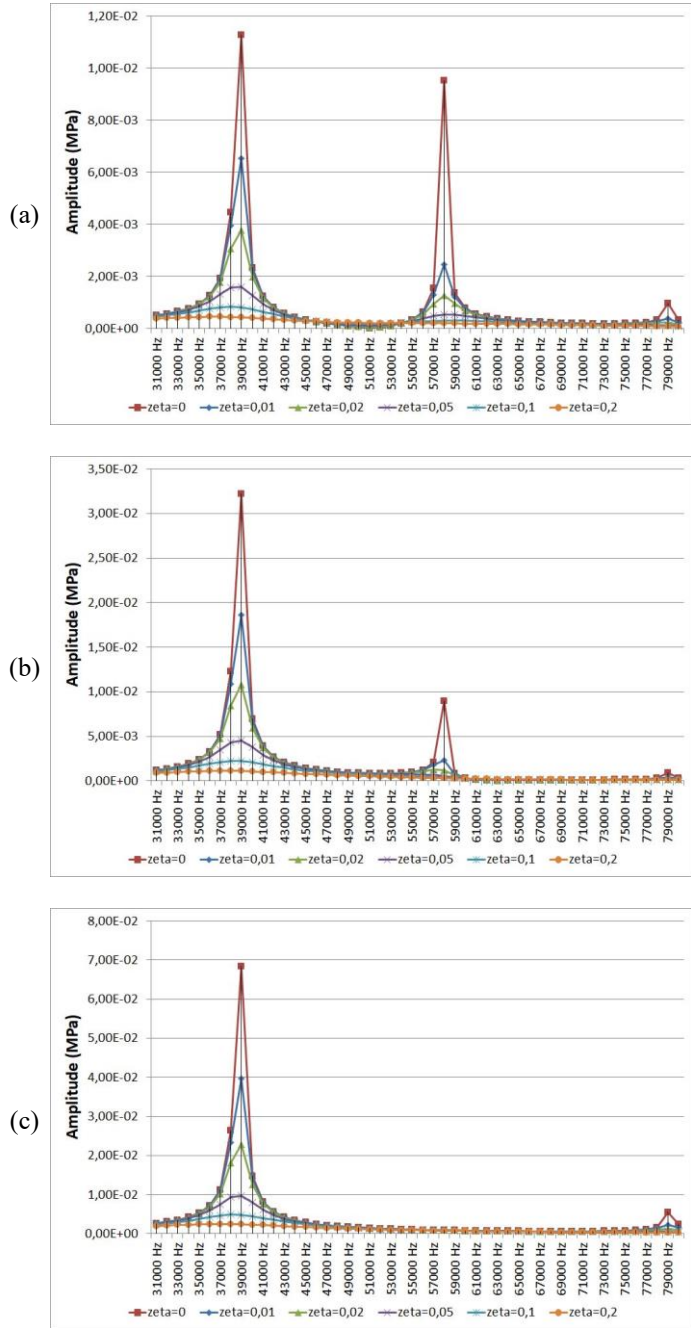 (a)
Amplitude (MPa)
1,20E-02
1,00E-02
8,00E-03
6,00E-03
4,00E-03
2,00E-03
0,00E+00
31000 Hz
33000 Hz
35000 Hz
37000 Hz
39000 Hz
41000 Hz
43000 Hz
45000 Hz
47000 Hz
49000 Hz
51000 Hz
53000 Hz
55000 Hz
57000 Hz
59000 Hz
61000 Hz
63000 Hz
65000 Hz
67000 Hz
69000 Hz
71000 Hz
73000 Hz
75000 Hz
77000 Hz
79000 Hz
zeta=0 zeta=0,01 zeta=0,02 zeta=0,05 zeta=0,1 zeta=0,2
(b)
Amplitude (MPa)
3,50E-02
3,00E-02
2,00E-02
1,50E-02
1,00E-02
5,00E-03
0,00E+00
31000 Hz
33000 Hz
35000 Hz
37000 Hz
39000 Hz
41000 Hz
43000 Hz
45000 Hz
47000 Hz
49000 Hz
51000 Hz
53000 Hz
55000 Hz
57000 Hz
59000 Hz
61000 Hz
63000 Hz
65000 Hz
67000 Hz
69000 Hz
71000 Hz
73000 Hz
75000 Hz
77000 Hz
79000 Hz
zeta=0 zeta=0,01 zeta=0,02 zeta=0,05 zeta=0,1 zeta=0,2
(c)
Amplitude (MPa)
8,00E-02
7,00E-02
6,00E-02
5,00E-02
4,00E-02
3,00E-02
2,00E-02
1,00E-02
0,00E+00
31000 Hz
33000 Hz
35000 Hz
37000 Hz
39000 Hz
41000 Hz
43000 Hz
45000 Hz
47000 Hz
49000 Hz
51000 Hz
53000 Hz
55000 Hz
57000 Hz
59000 Hz
61000 Hz
63000 Hz
65000 Hz
67000 Hz
69000 Hz
71000 Hz
73000 Hz
75000 Hz
77000 Hz
79000 Hz
zeta=0 zeta=0,01 zeta=0,02 zeta=0,05 zeta=0,1 zeta=0,2